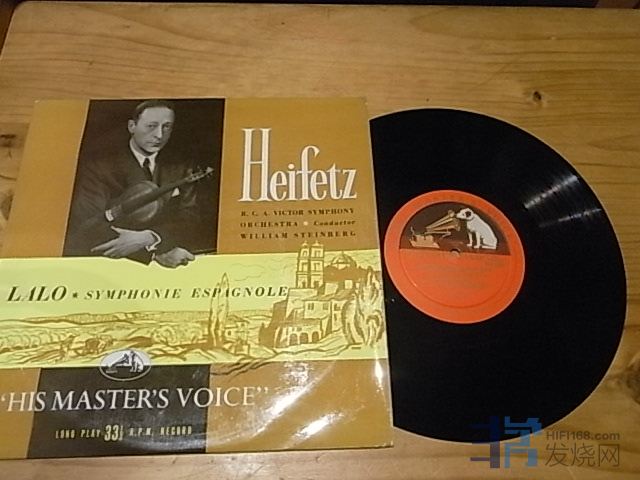 Heifetz
R. C. A. VICTOR SYMPHONY
ORCHESTRA ★ Conductor
WILLIAM STEINBERG
LALO ★ SYMPHONIE ESPAGNOLE
"HIS MASTER'S VOICE"
LONG PLAY 33⅓ R.P.M. RECORD
HIFI168.com
发烧网